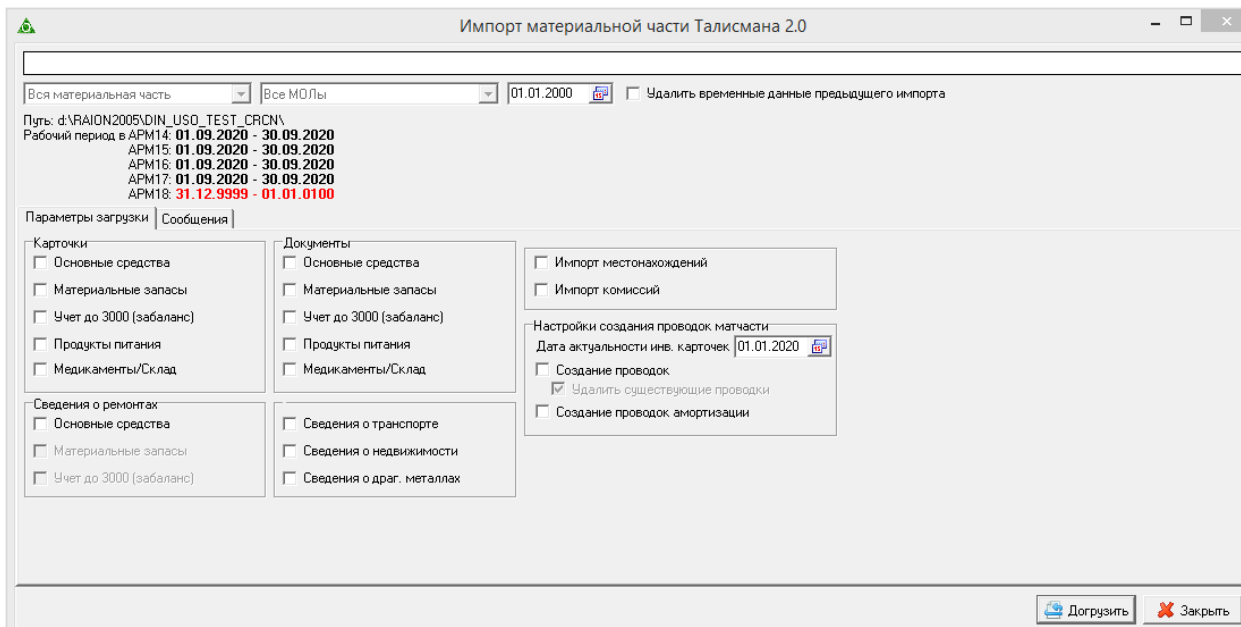 Импорт материальной части Талисмана 2.0
Вся материальная часть Все МОЛы 01.01.2000 Удалить временные данные предыдущего импорта
Путь: d:\RAION2005\DIN_USO_TEST_CRCN\
Рабочий период в АРМ14: 01.09.2020 - 30.09.2020
АРМ15: 01.09.2020 - 30.09.2020
АРМ16: 01.09.2020 - 30.09.2020
АРМ17: 01.09.2020 - 30.09.2020
АРМ18: 31.12.9999 - 01.01.0100
Параметры загрузки Сообщения
Карточки
Основные средства
Материальные запасы
Учет до 3000 (забаланс)
Продукты питания
Медикаменты/Склад
Документы
Основные средства
Материальные запасы
Учет до 3000 (забаланс)
Продукты питания
Медикаменты/Склад
Импорт местонахождений
Импорт комиссий
Настройки создания проводок матчасти
Дата актуальности инв. карточек 01.01.2020
Создание проводок
Удалить существующие проводки
Создание проводок амортизации
Сведения о ремонтах
Основные средства
Материальные запасы
Учет до 3000 (забаланс)
Сведения о транспорте
Сведения о недвижимости
Сведения о драг. металлах
Догрузить Закрыть